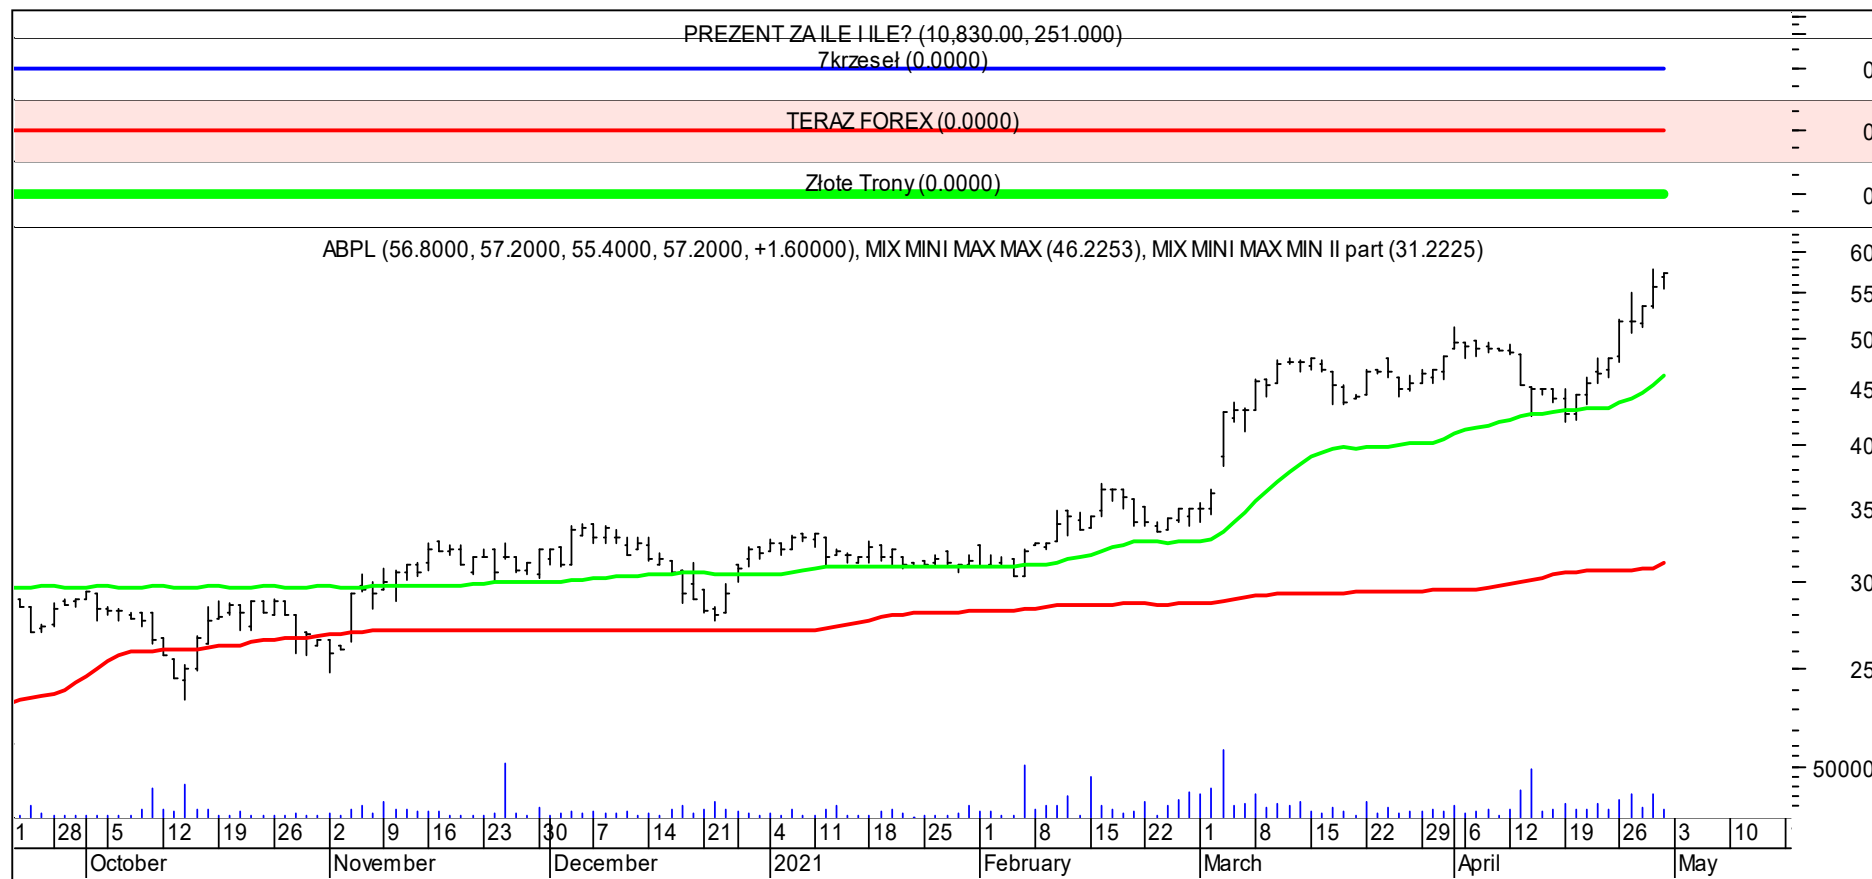 PREZENT ZA ILE I ILE? (10,830.00, 251.000)
7krzeseł (0.0000)
0
TERAZ FOREX (0.0000)
0
Złote Trony (0.0000)
0
ABPL (56.8000, 57.2000, 55.4000, 57.2000, +1.60000), MIX MINI MAX MAX (46.2253), MIX MINI MAX MIN II part (31.2225)
60
55
50
45
40
35
30
25
50000
1 28 5 12 19 26 2 9 16 23 30 7 14 21 4 11 18 25 1 8 15 22 1 8 15 22 29 6 12 19 26 3 10
October November December 2021 February March April May